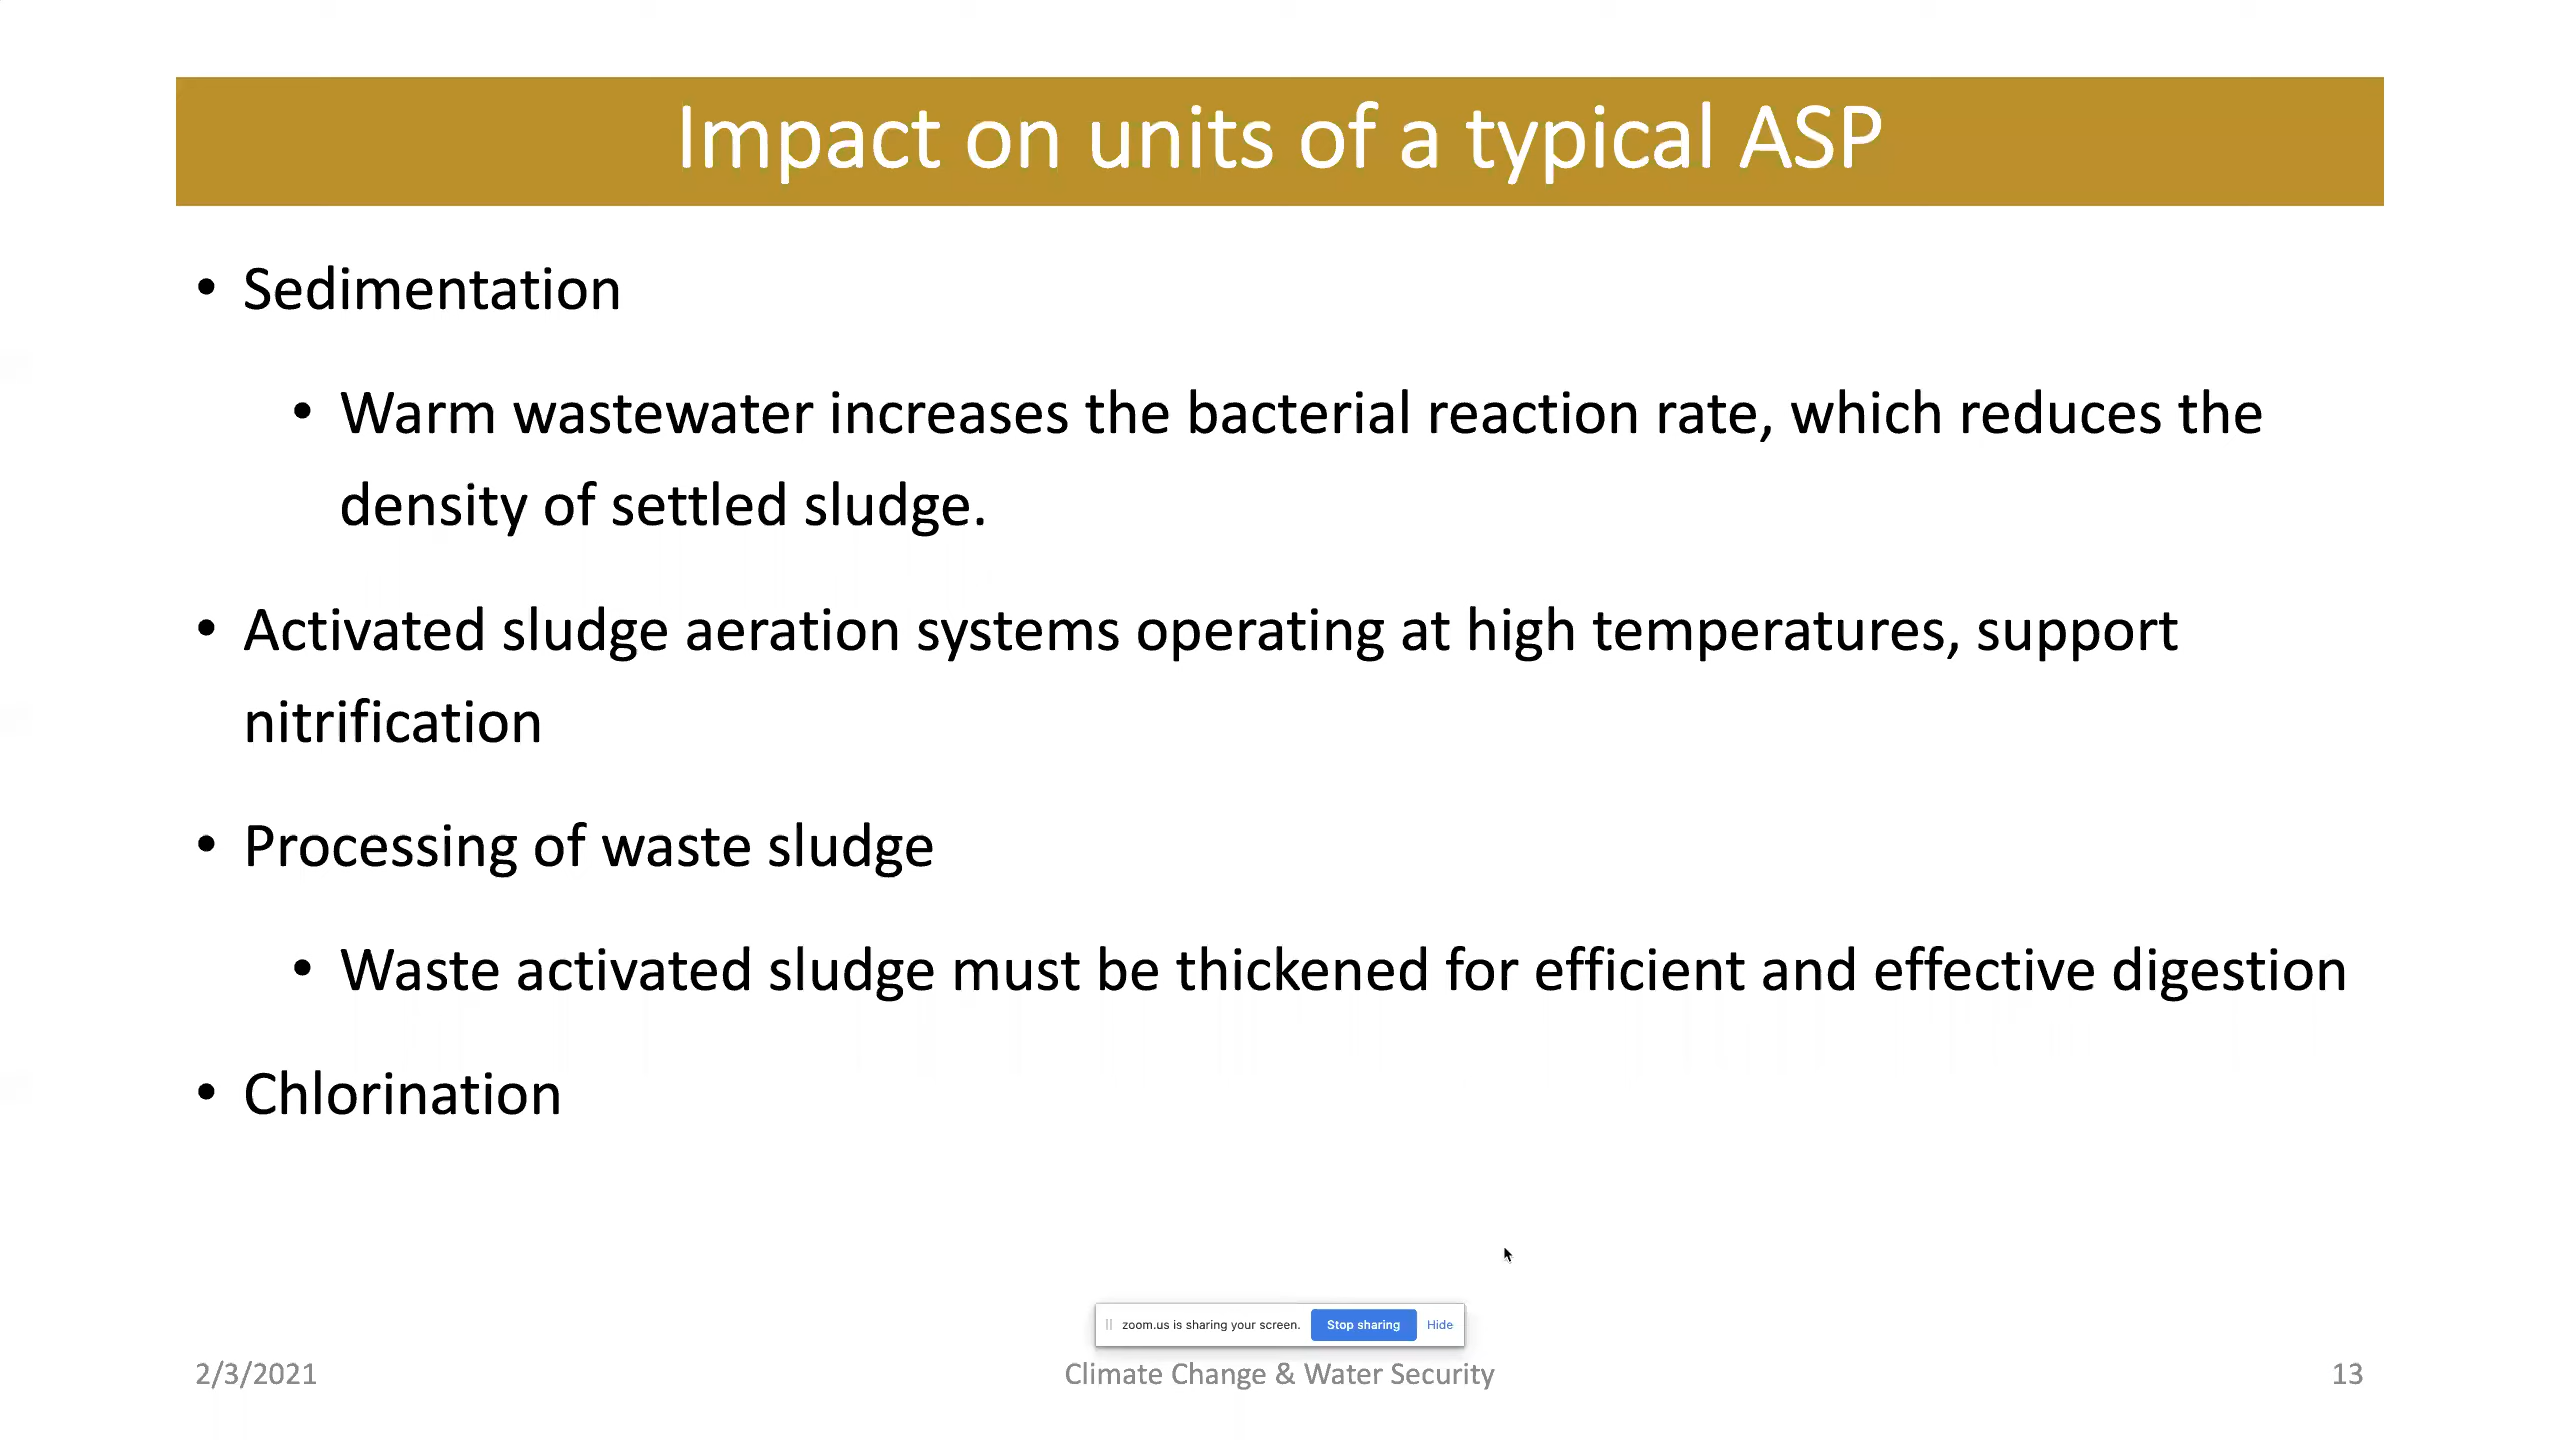 Impact on units of a typical ASP
• Sedimentation
• Warm wastewater increases the bacterial reaction rate, which reduces the
density of settled sludge.
• Activated sludge aeration systems operating at high temperatures, support
nitrification
• Processing of waste sludge
• Waste activated sludge must be thickened for efficient and effective digestion
• Chlorination
zoom.us is sharing your screen. Stop sharing Hide
2/3/2021 Climate Change & Water Security 13